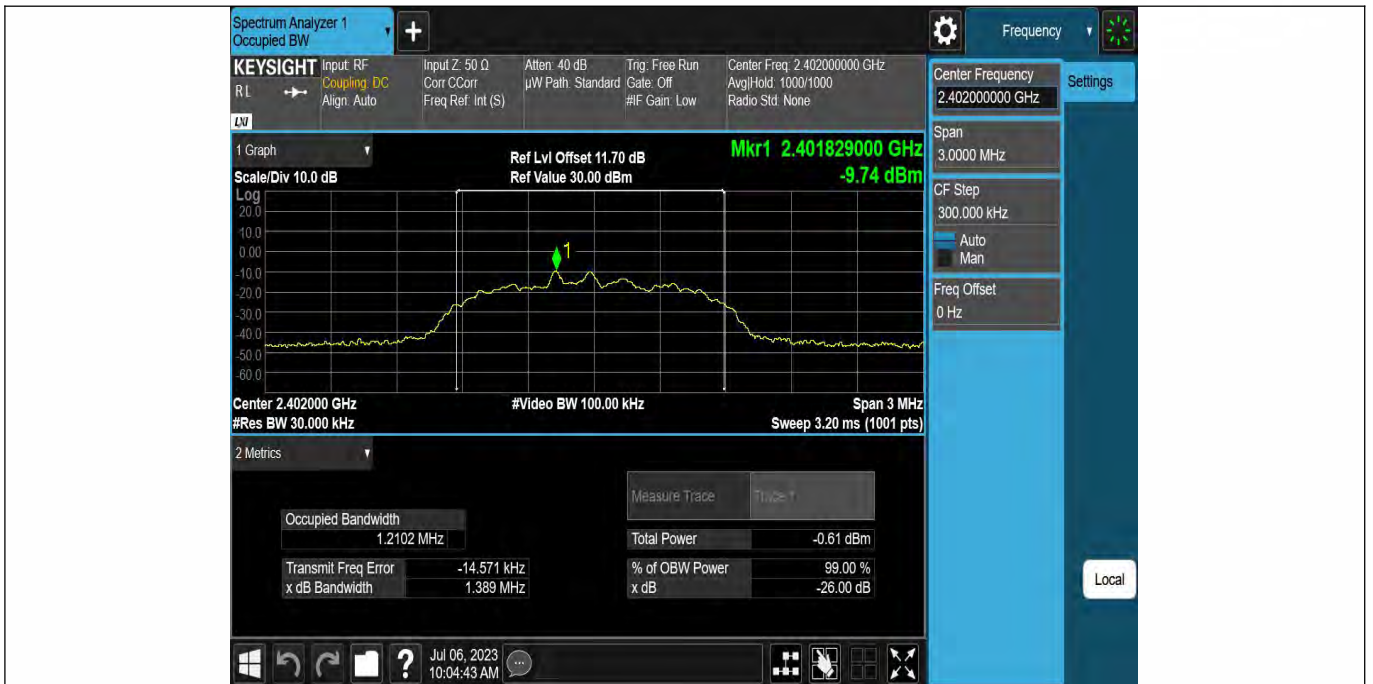 Spectrum Analyzer 1
Occupied BW
+
Frequency
KEYSIGHT
RL
LXI
Input: RF
Coupling: DC
Align: Auto
Input Z: 50 Ω
Corr CCorr
Freq Ref: Int (S)
Atten: 40 dB
µW Path: Standard
Trig: Free Run
Gate: Off
#IF Gain: Low
Center Freq: 2.402000000 GHz
Avg|Hold: 1000/1000
Radio Std: None
Center Frequency
2.402000000 GHz
Settings
Span
3.0000 MHz
CF Step
300.000 kHz
Auto
Man
Freq Offset
0 Hz
Local
1 Graph
Scale/Div 10.0 dB
Ref Lvl Offset 11.70 dB
Ref Value 30.00 dBm
Mkr1 2.401829000 GHz
-9.74 dBm
Log
20.0
10.0
0.00
-10.0
-20.0
-30.0
-40.0
-50.0
-60.0
1
Center 2.402000 GHz
#Video BW 100.00 kHz
Span 3 MHz
#Res BW 30.000 kHz
Sweep 3.20 ms (1001 pts)
2 Metrics
Measure Trace
Trace 1
Occupied Bandwidth
1.2102 MHz
Total Power
-0.61 dBm
Transmit Freq Error
-14.571 kHz
% of OBW Power
99.00 %
x dB Bandwidth
1.389 MHz
x dB
-26.00 dB
?
Jul 06, 2023
10:04:43 AM